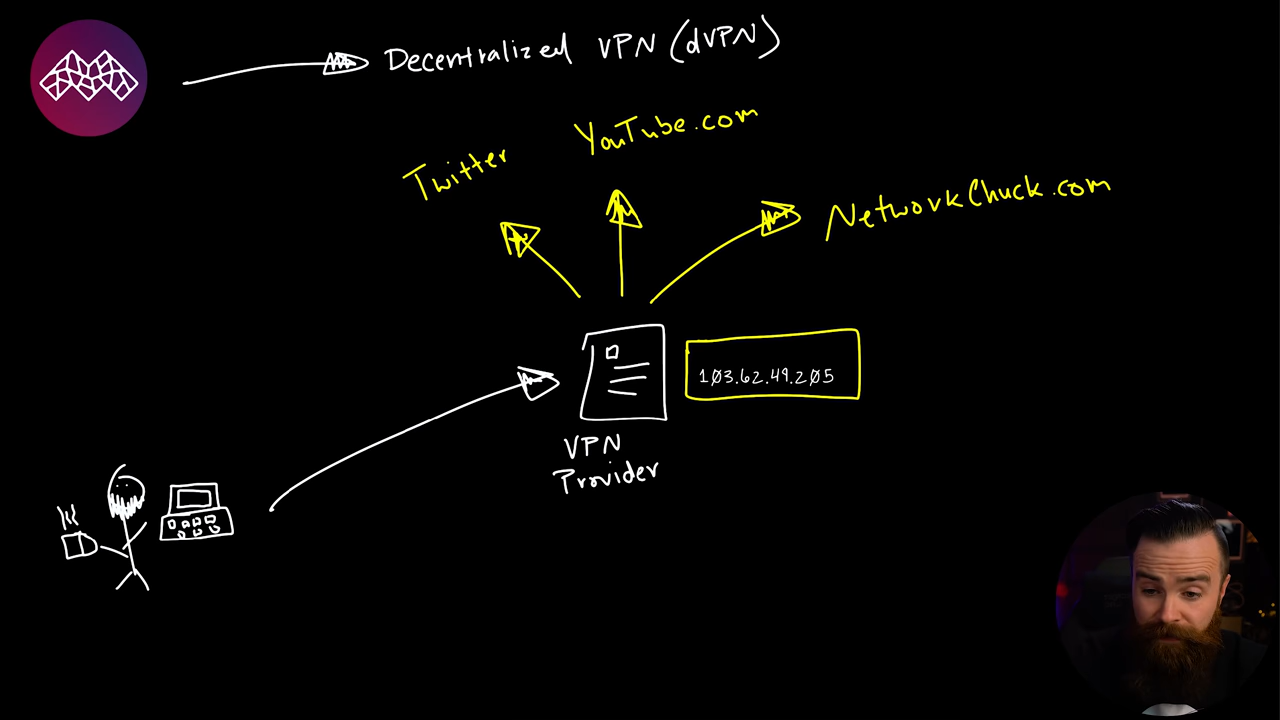 Decentralized VPN (dVPN)
YouTube.com
Twitter
NetworkChuck.com
103.62.49.205
VPN
Provider